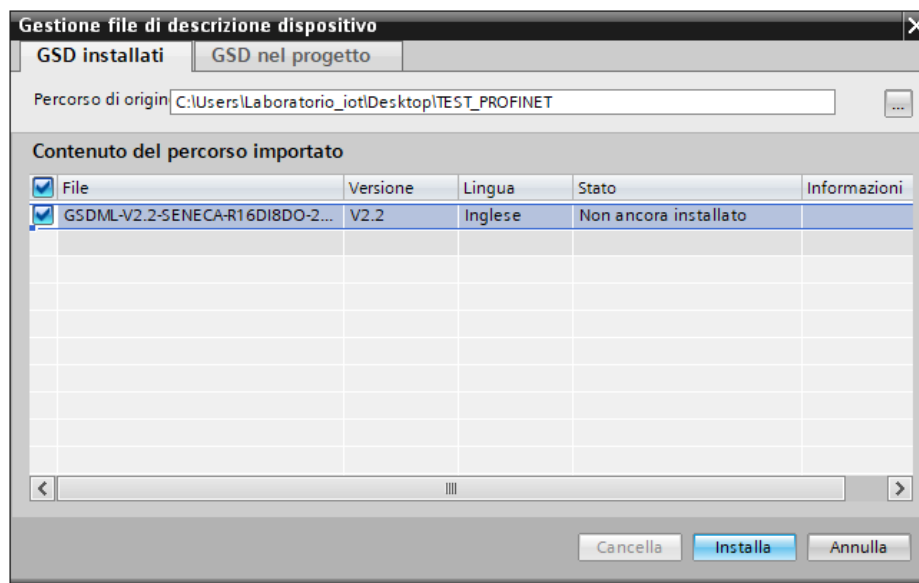 Gestione file di descrizione dispositivo
GSD installati GSD nel progetto
Percorso di origin C:\Users\Laboratorio_iot\Desktop\TEST_PROFINET ...
Contenuto del percorso importato
File Versione Lingua Stato Informazioni
GSDML-V2.2-SENECA-R16DI8DO-2... V2.2 Inglese Non ancora installato
Cancella Installa Annulla